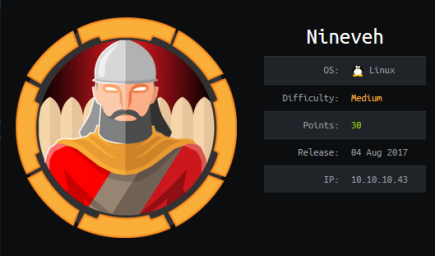 Nineveh
OS: Linux
Difficulty: Medium
Points: 30
Release: 04 Aug 2017
IP: 10.10.10.43